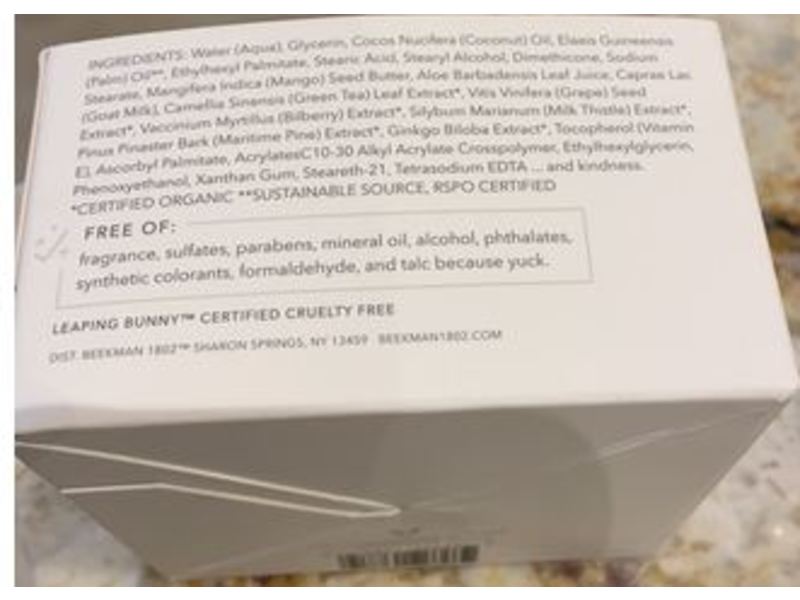 INGREDIENTS: Water (Aqua), Glycerin, Cocos Nucifera (Coconut) Oil, Elaeis Guineensis
(Palm) Oil**, Ethylhexyl Palmitate, Stearic Acid, Stearyl Alcohol, Dimethicone, Sodium
Stearate, Mangifera Indica (Mango) Seed Butter, Aloe Barbadensis Leaf Juice, Capras Lac
(Goat Milk), Camellia Sinensis (Green Tea) Leaf Extract*, Vitis Vinifera (Grape) Seed
Extract*, Vaccinium Myrtillus (Bilberry) Extract*, Silybum Marianum (Milk Thistle) Extract*,
Pinus Pinaster Bark (Maritime Pine) Extract*, Ginkgo Biloba Extract*, Tocopherol (Vitamin
E), Ascorbyl Palmitate, AcrylatesC10-30 Alkyl Acrylate Crosspolymer, Ethylhexylglycerin,
Phenoxyethanol, Xanthan Gum, Steareth-21, Tetrasodium EDTA ... and kindness.
*CERTIFIED ORGANIC **SUSTAINABLE SOURCE, RSPO CERTIFIED
FREE OF:
fragrance, sulfates, parabens, mineral oil, alcohol, phthalates,
synthetic colorants, formaldehyde, and talc because yuck.
LEAPING BUNNY™ CERTIFIED CRUELTY FREE
DIST. BEEKMAN 1802™ SHARON SPRINGS, NY 13459 BEEKMAN1802.COM